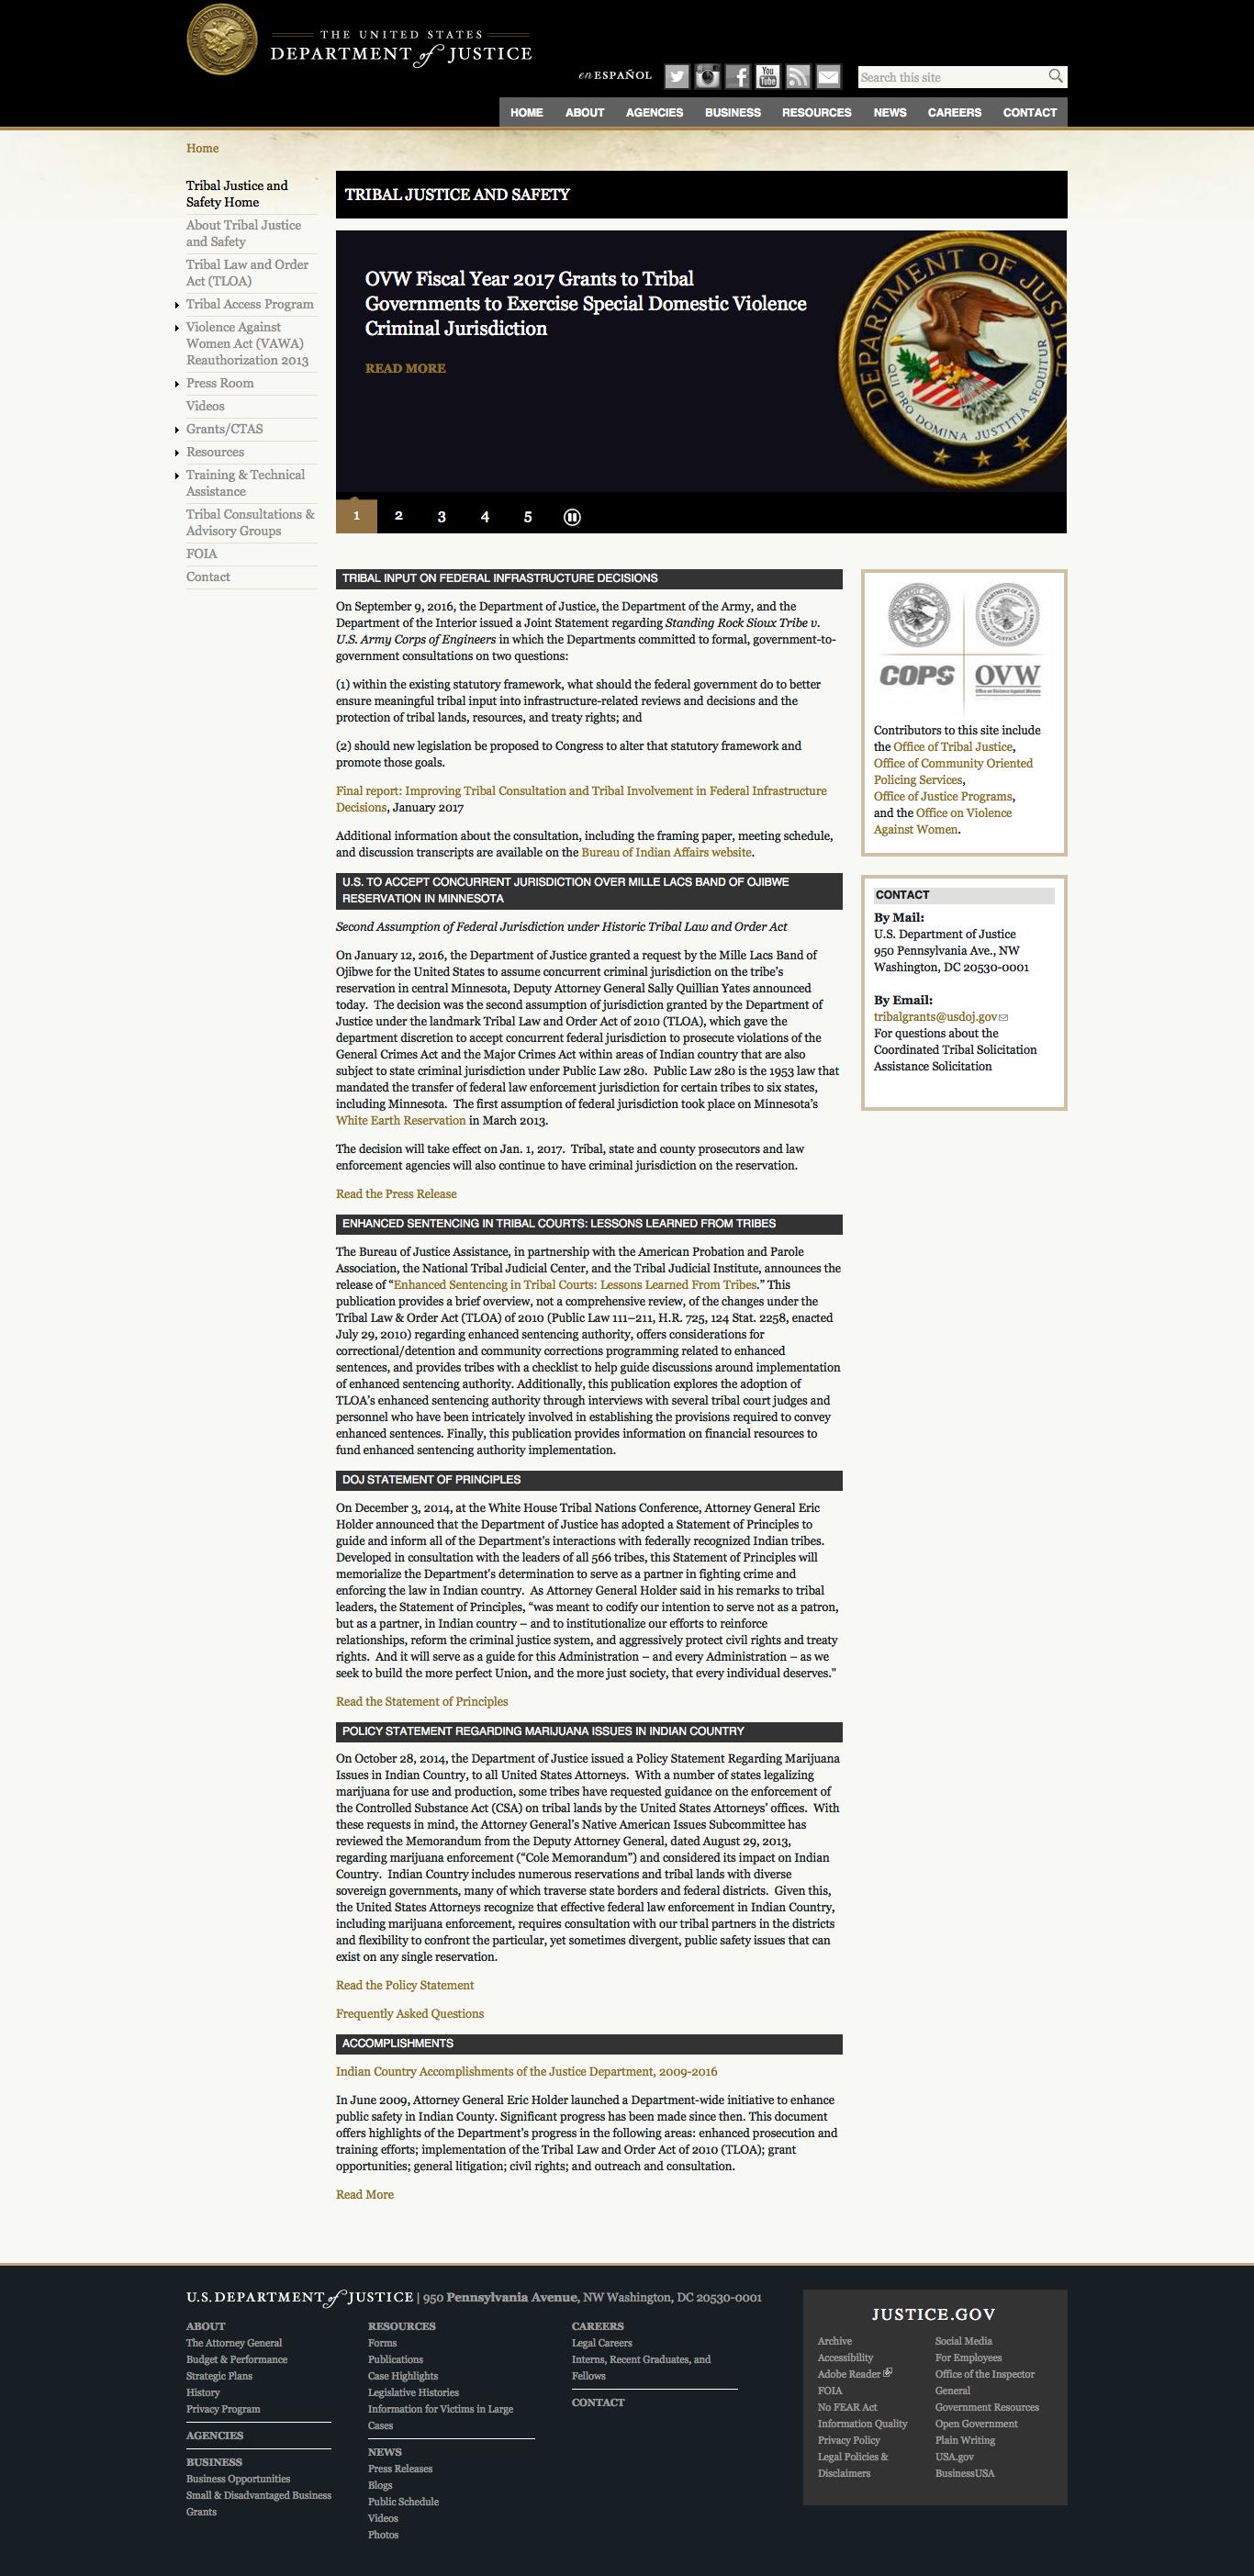 THE UNITED STATES
DEPARTMENT of JUSTICE
en ESPAÑOL
You
Tube
Search this site
HOME ABOUT AGENCIES BUSINESS RESOURCES NEWS CAREERS CONTACT
Home
Tribal Justice and
Safety Home
About Tribal Justice
and Safety
Tribal Law and Order
Act (TLOA)
Tribal Access Program
Violence Against
Women Act (VAWA)
Reauthorization 2013
Press Room
Videos
Grants/CTAS
Resources
Training & Technical
Assistance
Tribal Consultations &
Advisory Groups
FOIA
Contact
TRIBAL JUSTICE AND SAFETY
OVW Fiscal Year 2017 Grants to Tribal
Governments to Exercise Special Domestic Violence
Criminal Jurisdiction
READ MORE
DEPARTMENT OF JUSTICE
QUI PRO DOMINA JUSTITIA SEQUITUR
1 2 3 4 5
TRIBAL INPUT ON FEDERAL INFRASTRUCTURE DECISIONS
On September 9, 2016, the Department of Justice, the Department of the Army, and the
Department of the Interior issued a Joint Statement regarding Standing Rock Sioux Tribe v.
U.S. Army Corps of Engineers in which the Departments committed to formal, government-to-
government consultations on two questions:
(1) within the existing statutory framework, what should the federal government do to better
ensure meaningful tribal input into infrastructure-related reviews and decisions and the
protection of tribal lands, resources, and treaty rights; and
(2) should new legislation be proposed to Congress to alter that statutory framework and
promote those goals.
Final report: Improving Tribal Consultation and Tribal Involvement in Federal Infrastructure
Decisions, January 2017
Additional information about the consultation, including the framing paper, meeting schedule,
and discussion transcripts are available on the Bureau of Indian Affairs website.
U.S. TO ACCEPT CONCURRENT JURISDICTION OVER MILLE LACS BAND OF OJIBWE
RESERVATION IN MINNESOTA
Second Assumption of Federal Jurisdiction under Historic Tribal Law and Order Act
On January 12, 2016, the Department of Justice granted a request by the Mille Lacs Band of
Ojibwe for the United States to assume concurrent criminal jurisdiction on the tribe's
reservation in central Minnesota, Deputy Attorney General Sally Quillian Yates announced
today. The decision was the second assumption of jurisdiction granted by the Department of
Justice under the landmark Tribal Law and Order Act of 2010 (TLOA), which gave the
department discretion to accept concurrent federal jurisdiction to prosecute violations of the
General Crimes Act and the Major Crimes Act within areas of Indian country that are also
subject to state criminal jurisdiction under Public Law 280. Public Law 280 is the 1953 law that
mandated the transfer of federal law enforcement jurisdiction for certain tribes to six states,
including Minnesota. The first assumption of federal jurisdiction took place on Minnesota's
White Earth Reservation in March 2013.
The decision will take effect on Jan. 1, 2017. Tribal, state and county prosecutors and law
enforcement agencies will also continue to have criminal jurisdiction on the reservation.
Read the Press Release
ENHANCED SENTENCING IN TRIBAL COURTS: LESSONS LEARNED FROM TRIBES
The Bureau of Justice Assistance, in partnership with the American Probation and Parole
Association, the National Tribal Judicial Center, and the Tribal Judicial Institute, announces the
release of “Enhanced Sentencing in Tribal Courts: Lessons Learned From Tribes.” This
publication provides a brief overview, not a comprehensive review, of the changes under the
Tribal Law & Order Act (TLOA) of 2010 (Public Law 111–211, H.R. 725, 124 Stat. 2258, enacted
July 29, 2010) regarding enhanced sentencing authority, offers considerations for
correctional/detention and community corrections programming related to enhanced
sentences, and provides tribes with a checklist to help guide discussions around implementation
of enhanced sentencing authority. Additionally, this publication explores the adoption of
TLOA's enhanced sentencing authority through interviews with several tribal court judges and
personnel who have been intricately involved in establishing the provisions required to convey
enhanced sentences. Finally, this publication provides information on financial resources to
fund enhanced sentencing authority implementation.
DOJ STATEMENT OF PRINCIPLES
On December 3, 2014, at the White House Tribal Nations Conference, Attorney General Eric
Holder announced that the Department of Justice has adopted a Statement of Principles to
guide and inform all of the Department's interactions with federally recognized Indian tribes.
Developed in consultation with the leaders of all 566 tribes, this Statement of Principles will
memorialize the Department's determination to serve as a partner in fighting crime and
enforcing the law in Indian country. As Attorney General Holder said in his remarks to tribal
leaders, the Statement of Principles, “was meant to codify our intention to serve not as a patron,
but as a partner, in Indian country – and to institutionalize our efforts to reinforce
relationships, reform the criminal justice system, and aggressively protect civil rights and treaty
rights. And it will serve as a guide for this Administration – and every Administration – as we
seek to build the more perfect Union, and the more just society, that every individual deserves."
Read the Statement of Principles
POLICY STATEMENT REGARDING MARIJUANA ISSUES IN INDIAN COUNTRY
On October 28, 2014, the Department of Justice issued a Policy Statement Regarding Marijuana
Issues in Indian Country, to all United States Attorneys. With a number of states legalizing
marijuana for use and production, some tribes have requested guidance on the enforcement of
the Controlled Substance Act (CSA) on tribal lands by the United States Attorneys' offices. With
these requests in mind, the Attorney General's Native American Issues Subcommittee has
reviewed the Memorandum from the Deputy Attorney General, dated August 29, 2013,
regarding marijuana enforcement (“Cole Memorandum”) and considered its impact on Indian
Country. Indian Country includes numerous reservations and tribal lands with diverse
sovereign governments, many of which traverse state borders and federal districts. Given this,
the United States Attorneys recognize that effective federal law enforcement in Indian Country,
including marijuana enforcement, requires consultation with our tribal partners in the districts
and flexibility to confront the particular, yet sometimes divergent, public safety issues that can
exist on any single reservation.
Read the Policy Statement
Frequently Asked Questions
ACCOMPLISHMENTS
Indian Country Accomplishments of the Justice Department, 2009-2016
In June 2009, Attorney General Eric Holder launched a Department-wide initiative to enhance
public safety in Indian County. Significant progress has been made since then. This document
offers highlights of the Department's progress in the following areas: enhanced prosecution and
training efforts; implementation of the Tribal Law and Order Act of 2010 (TLOA); grant
opportunities; general litigation; civil rights; and outreach and consultation.
Read More
COPS OVW
Office on Violence Against Women
Contributors to this site include
the Office of Tribal Justice,
Office of Community Oriented
Policing Services,
Office of Justice Programs,
and the Office on Violence
Against Women.
CONTACT
By Mail:
U.S. Department of Justice
950 Pennsylvania Ave., NW
Washington, DC 20530-0001
By Email:
tribalgrants@usdoj.gov
For questions about the
Coordinated Tribal Solicitation
Assistance Solicitation
U.S. DEPARTMENT of JUSTICE | 950 Pennsylvania Avenue, NW Washington, DC 20530-0001
ABOUT
The Attorney General
Budget & Performance
Strategic Plans
History
Privacy Program
AGENCIES
BUSINESS
Business Opportunities
Small & Disadvantaged Business
Grants
RESOURCES
Forms
Publications
Case Highlights
Legislative Histories
Information for Victims in Large
Cases
NEWS
Press Releases
Blogs
Public Schedule
Videos
Photos
CAREERS
Legal Careers
Interns, Recent Graduates, and
Fellows
CONTACT
JUSTICE.GOV
Archive
Accessibility
Adobe Reader
FOIA
No FEAR Act
Information Quality
Privacy Policy
Legal Policies &
Disclaimers
Social Media
For Employees
Office of the Inspector
General
Government Resources
Open Government
Plain Writing
USA.gov
BusinessUSA